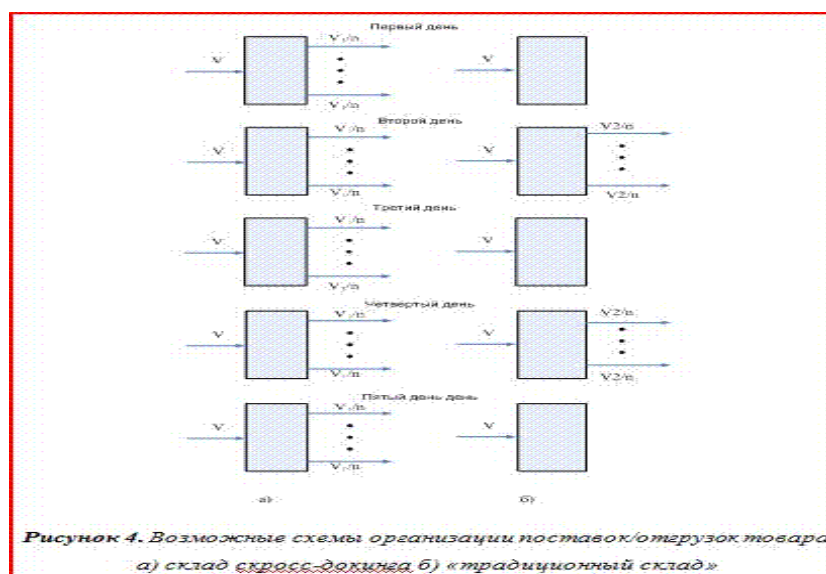 Первый день
V V₁/n V
V₁/n
Второй день
V V₁/n V V2/n
V₁/n V2/n
Третий день
V V₁/n V
V₁/n
Четвертый день
V V₁/n V V2/n
V₁/n V2/n
Пятый день день
V V₁/n V
V₁/n
а) б)
Рисунок 4. Возможные схемы организации поставок/отгрузок товара
а) склад скросс-докинга б) «традиционный склад»